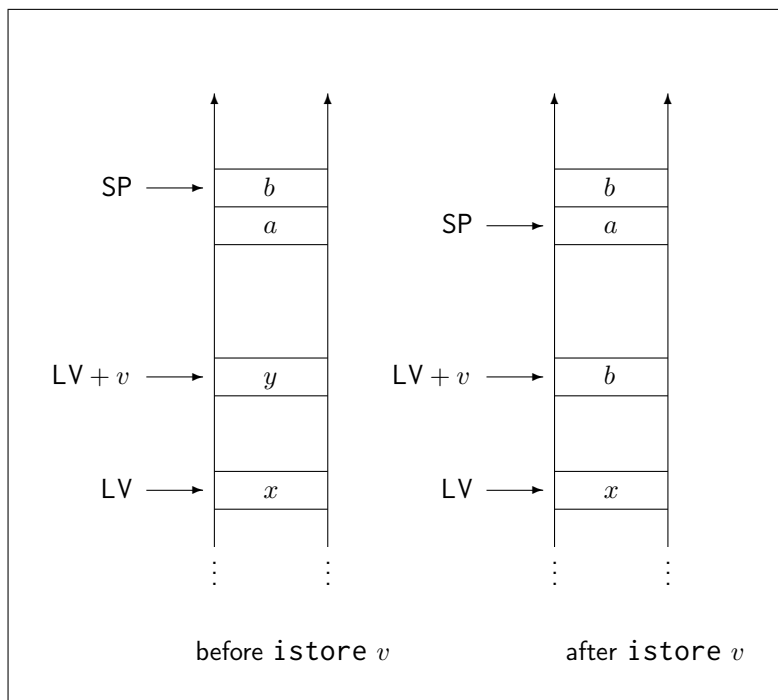 b b
SP
a a
SP
LV + v y LV + v b
LV x LV x
⋮ ⋮ ⋮ ⋮
before istore v after istore v